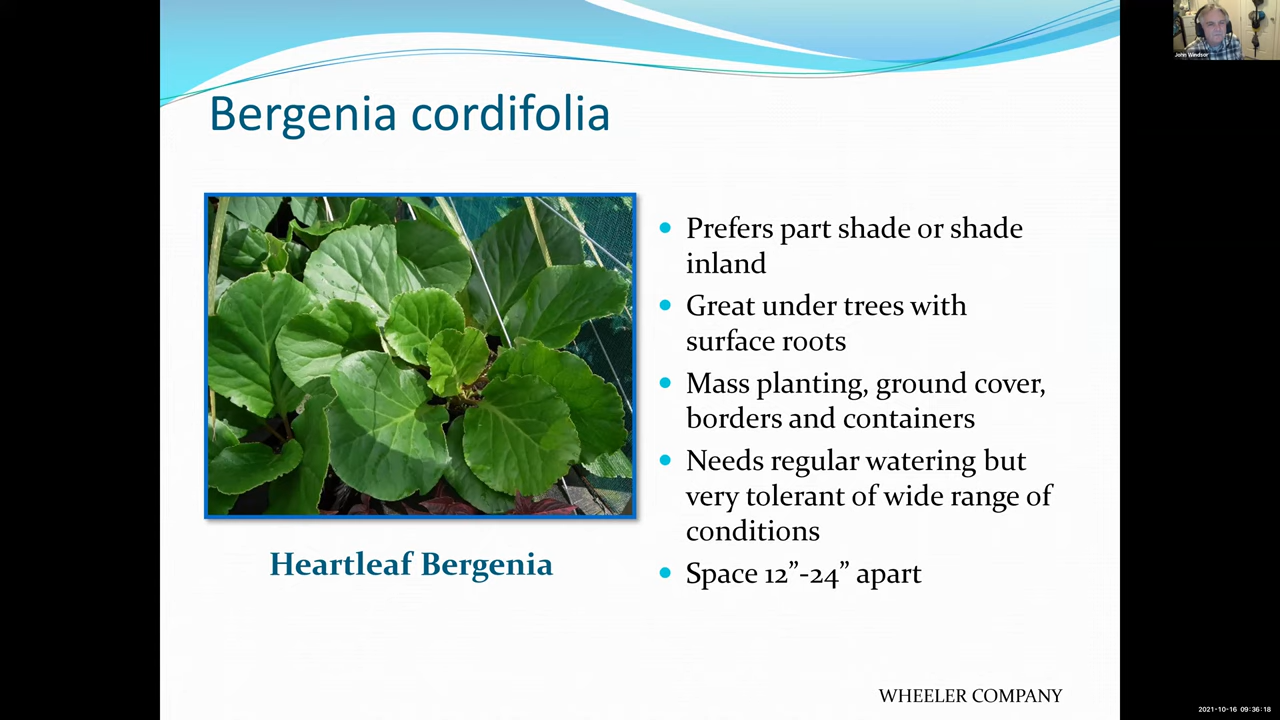 John Windsor
Bergenia cordifolia
Prefers part shade or shade
inland
Great under trees with
surface roots
Mass planting, ground cover,
borders and containers
Needs regular watering but
very tolerant of wide range of
conditions
Space 12”-24” apart
Heartleaf Bergenia
WHEELER COMPANY
2021-10-16 09:36:18